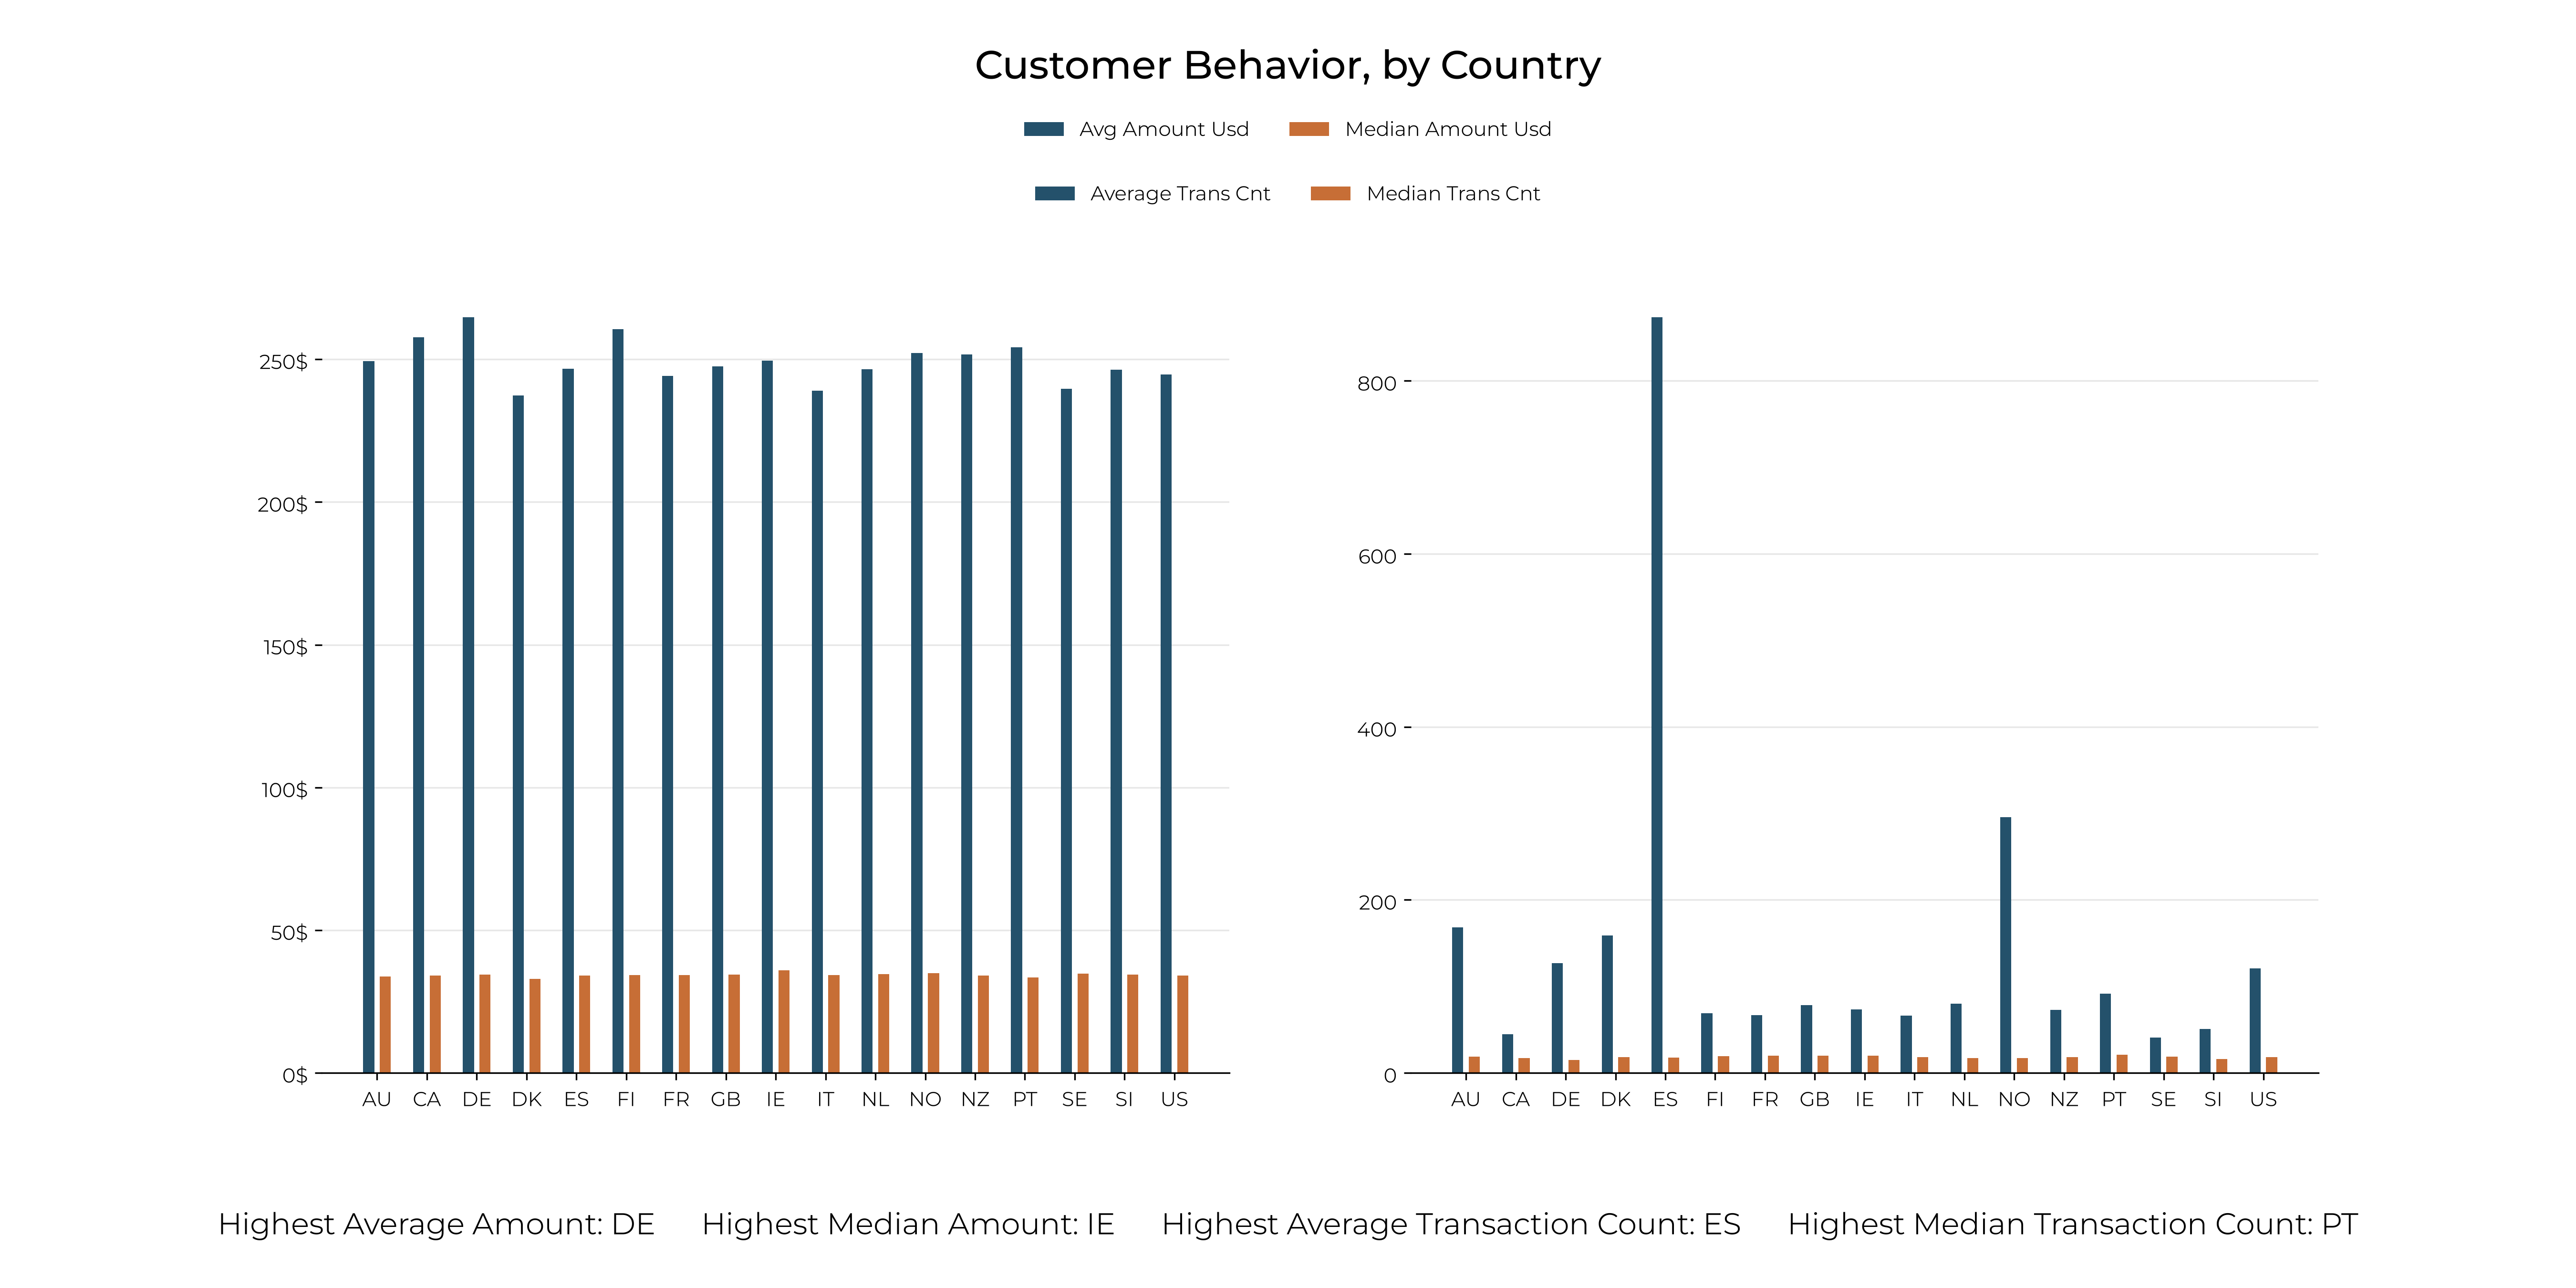 Customer Behavior, by Country
Avg Amount Usd Median Amount Usd
Average Trans Cnt Median Trans Cnt
250$
200$
150$
100$
50$
0$
AU CA DE DK ES FI FR GB IE IT NL NO NZ PT SE SI US
800
600
400
200
0
AU CA DE DK ES FI FR GB IE IT NL NO NZ PT SE SI US
Highest Average Amount: DE Highest Median Amount: IE Highest Average Transaction Count: ES Highest Median Transaction Count: PT